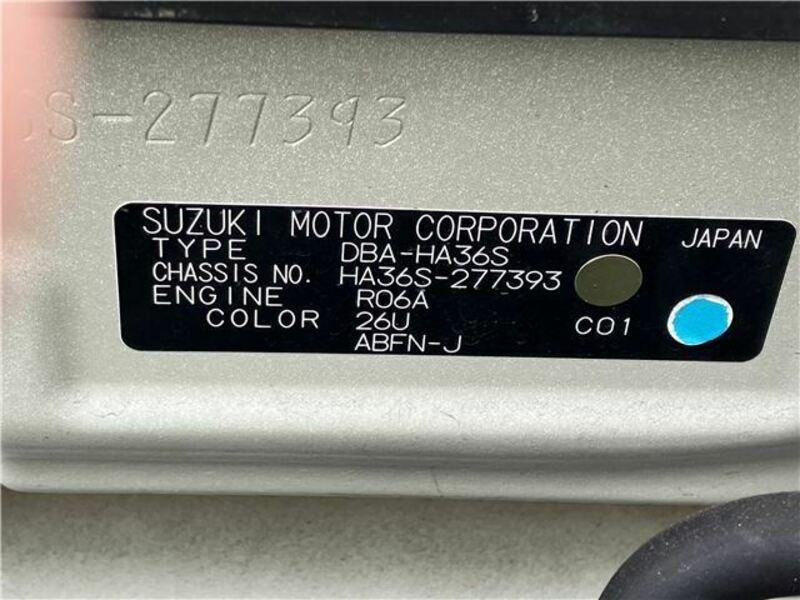 S-277393
SUZUKI MOTOR CORPORATION JAPAN
TYPE DBA-HA36S
CHASSIS NO. HA36S-277393
ENGINE R06A
COLOR 26U C01
ABFN-J